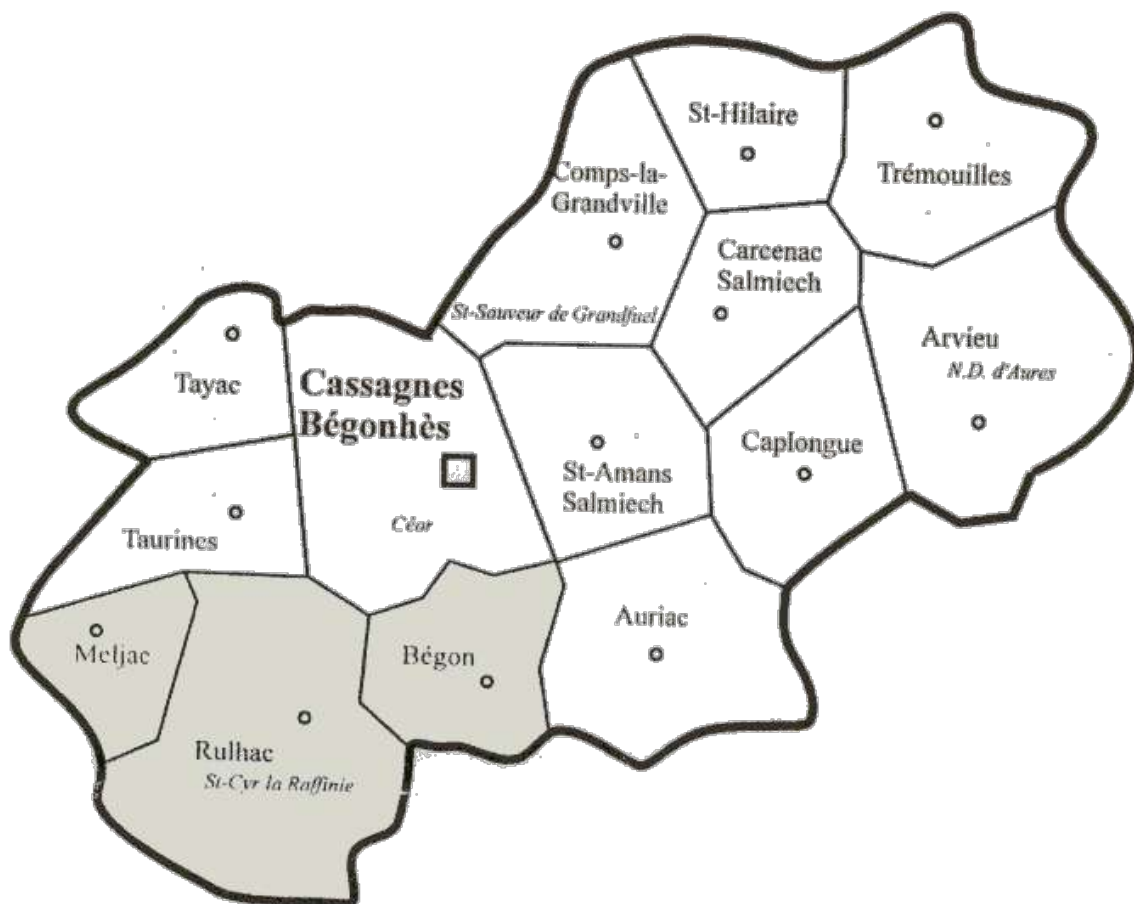 St-Hilaire
Trémouilles
Comps-la-
Grandville
Carcenac
Salmiech
St-Sauveur de Grandfuel
Arvieu
N.D. d'Aures
Tayac
Cassagnes
Bégonhès
Caplongue
St-Amans
Salmiech
Céor
Taurines
Auriac
Meljac
Bégon
Rulhac
St-Cyr la Raffinie